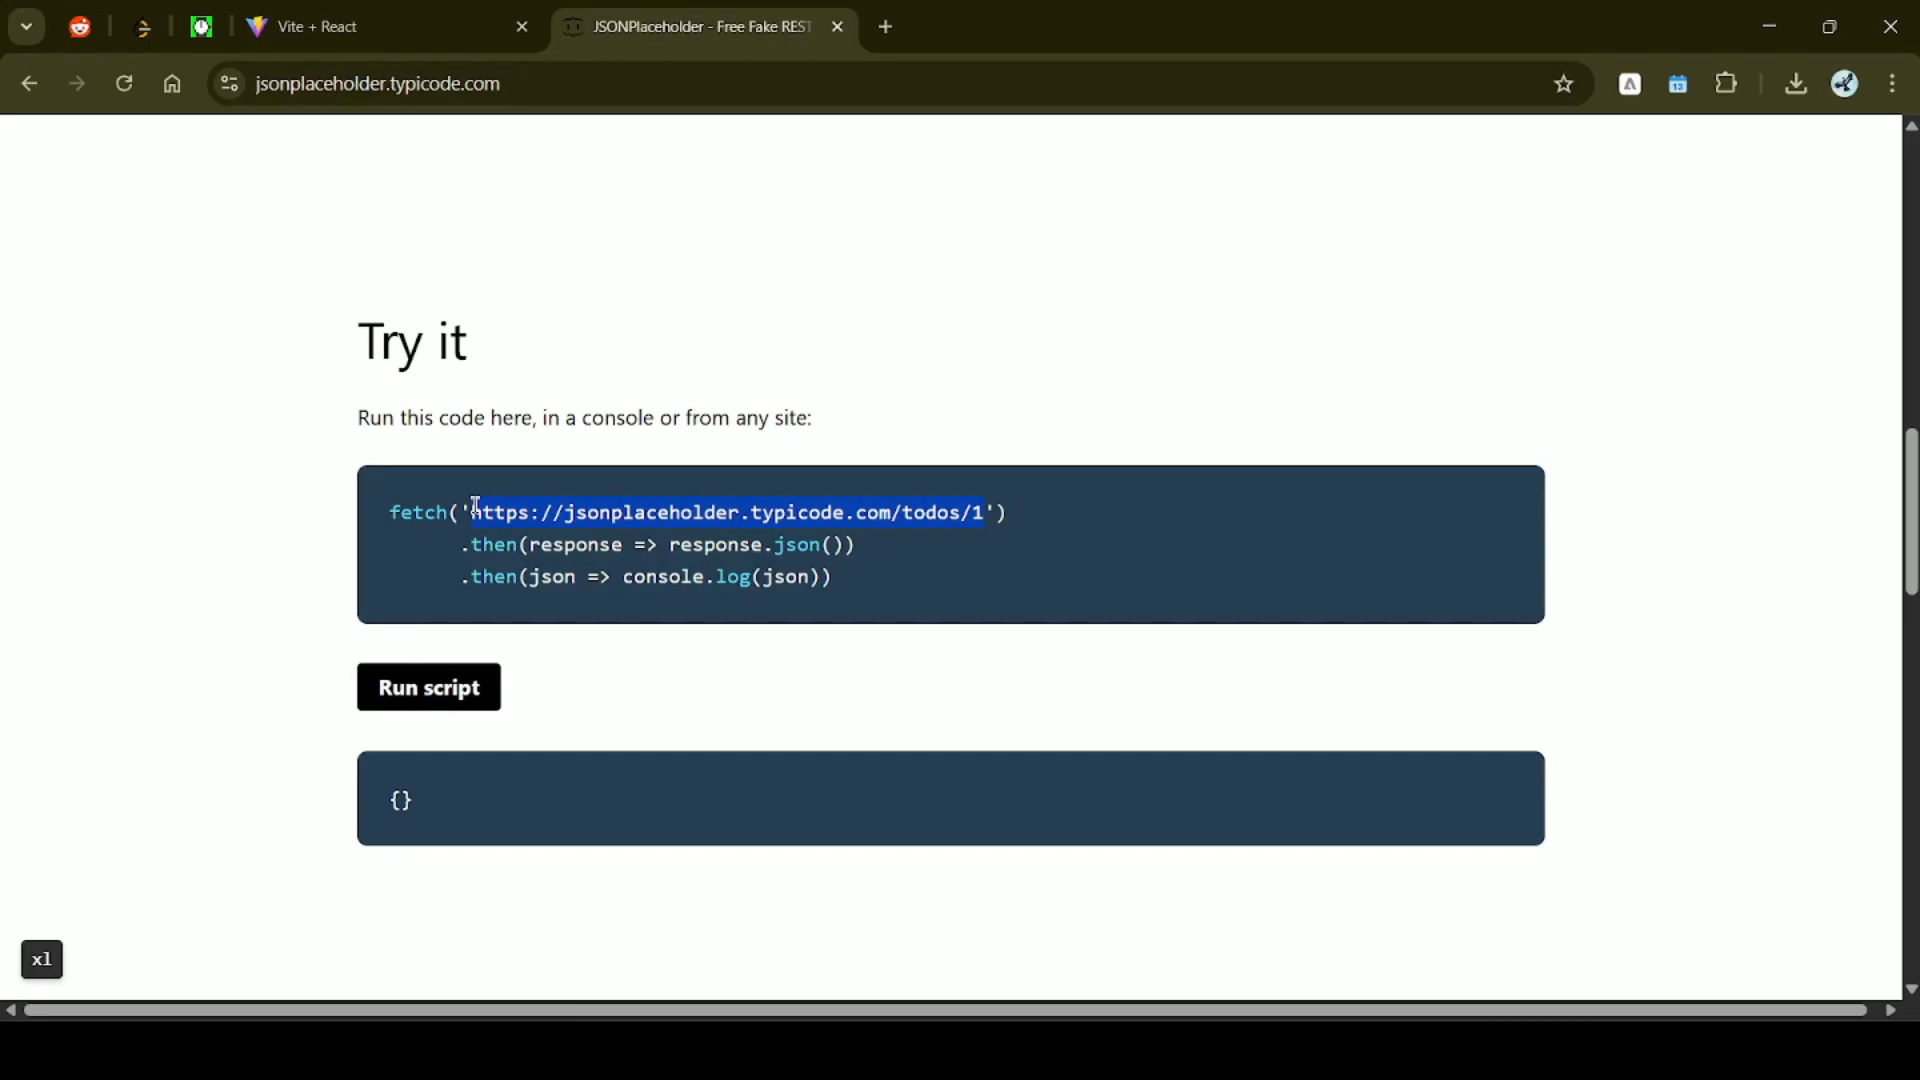 Vite + React
JSONPlaceholder - Free Fake REST
jsonplaceholder.typicode.com
13
Try it
Run this code here, in a console or from any site:
fetch('https://jsonplaceholder.typicode.com/todos/1')
.then(response => response.json())
.then(json => console.log(json))
Run script
{}
xl